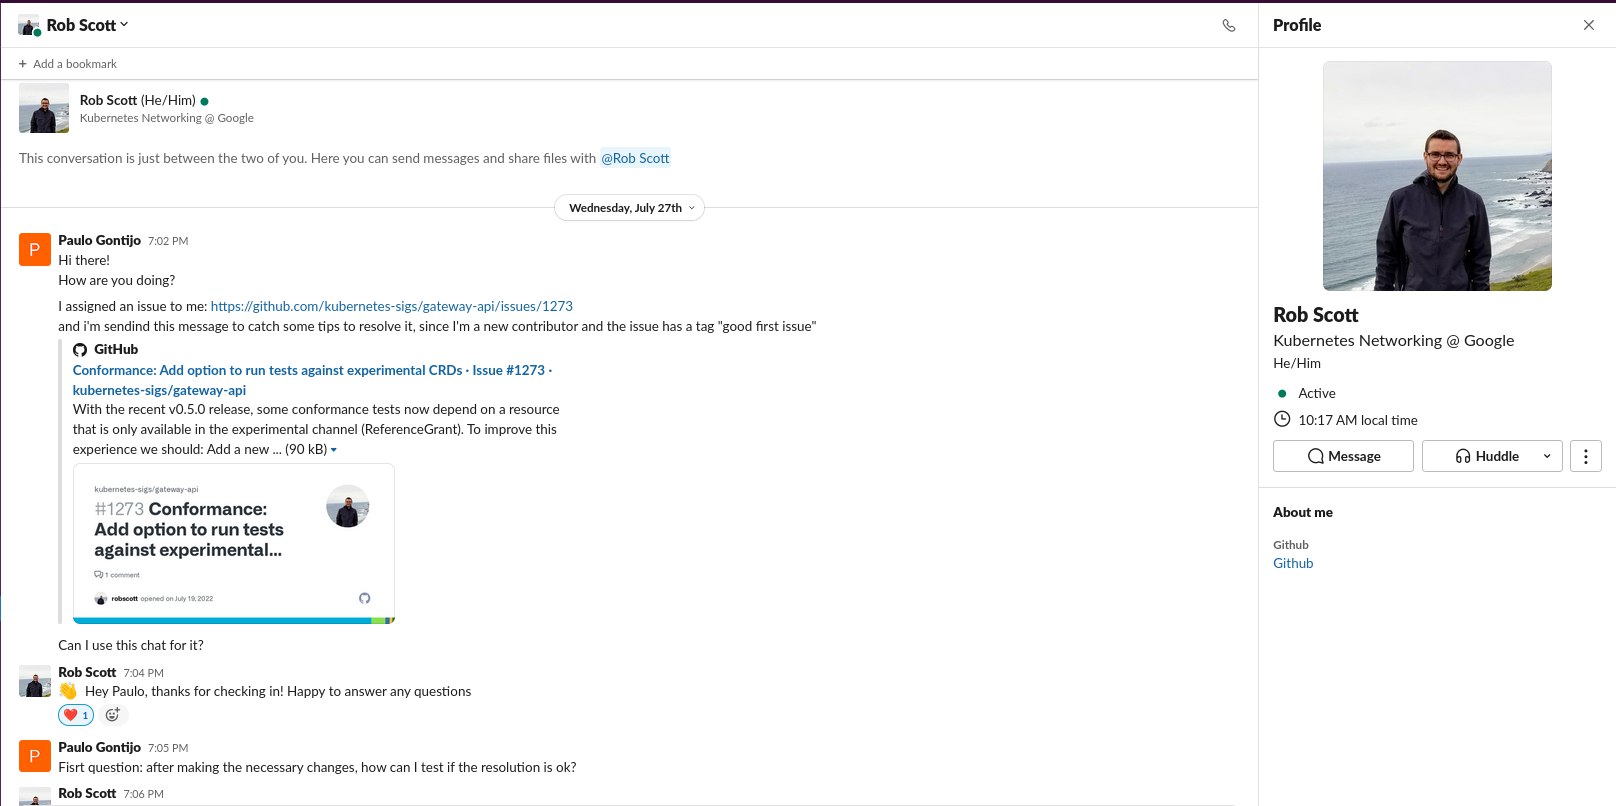 Rob Scott
+ Add a bookmark
Rob Scott (He/Him)
Kubernetes Networking @ Google
This conversation is just between the two of you. Here you can send messages and share files with @Rob Scott
Wednesday, July 27th
P Paulo Gontijo 7:02 PM
Hi there!
How are you doing?
I assigned an issue to me: https://github.com/kubernetes-sigs/gateway-api/issues/1273
and i'm sendind this message to catch some tips to resolve it, since I'm a new contributor and the issue has a tag "good first issue"
GitHub
Conformance: Add option to run tests against experimental CRDs · Issue #1273 ·
kubernetes-sigs/gateway-api
With the recent v0.5.0 release, some conformance tests now depend on a resource
that is only available in the experimental channel (ReferenceGrant). To improve this
experience we should: Add a new ... (90 kB)
kubernetes-sigs/gateway-api
#1273 Conformance:
Add option to run tests
against experimental...
1 comment
robscott opened on July 19, 2022
Can I use this chat for it?
Rob Scott 7:04 PM
👋 Hey Paulo, thanks for checking in! Happy to answer any questions
❤️ 1
P Paulo Gontijo 7:05 PM
Fisrt question: after making the necessary changes, how can I test if the resolution is ok?
Rob Scott 7:06 PM
Profile
Rob Scott
Kubernetes Networking @ Google
He/Him
Active
10:17 AM local time
Message
Huddle
About me
Github
Github